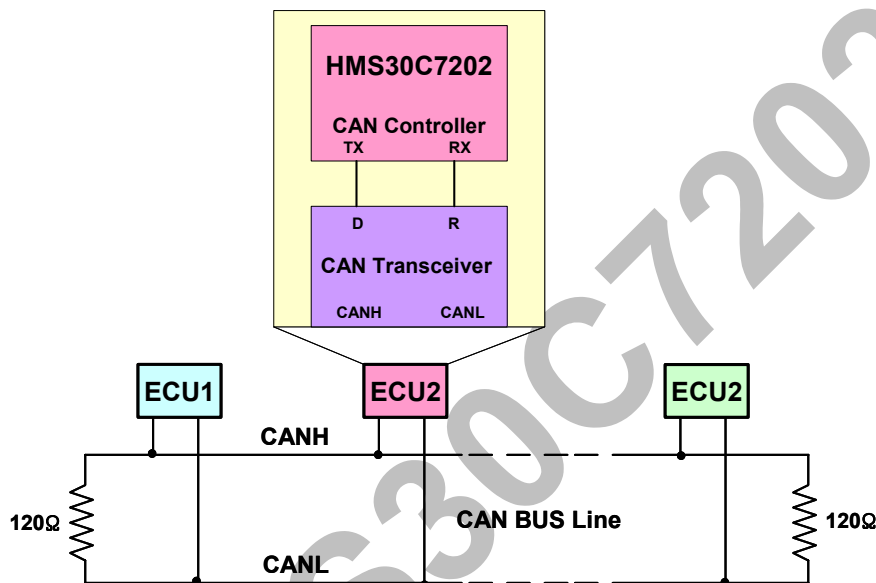 HMS30C7202
CAN Controller
TX RX
D R
CAN Transceiver
CANH CANL
ECU1 ECU2 ECU2
CANH
120Ω CAN BUS Line 120Ω
CANL
S30C7202